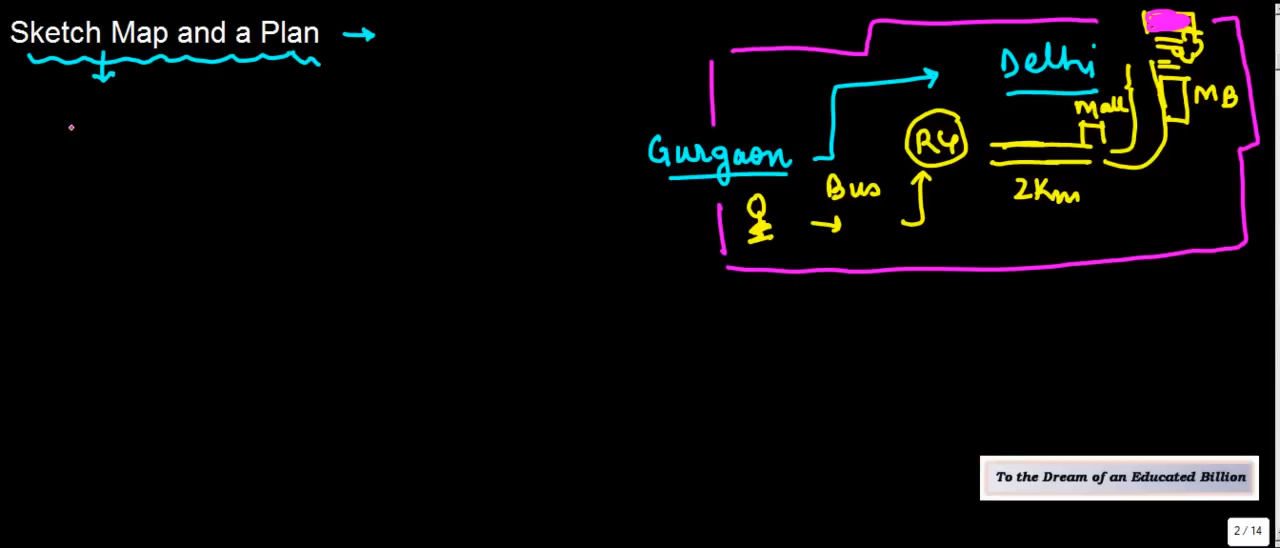 Sketch Map and a Plan
Delhi
Mall
MB
Gurgaon
R4
Bus
2Km
To the Dream of an Educated Billion
2 / 14